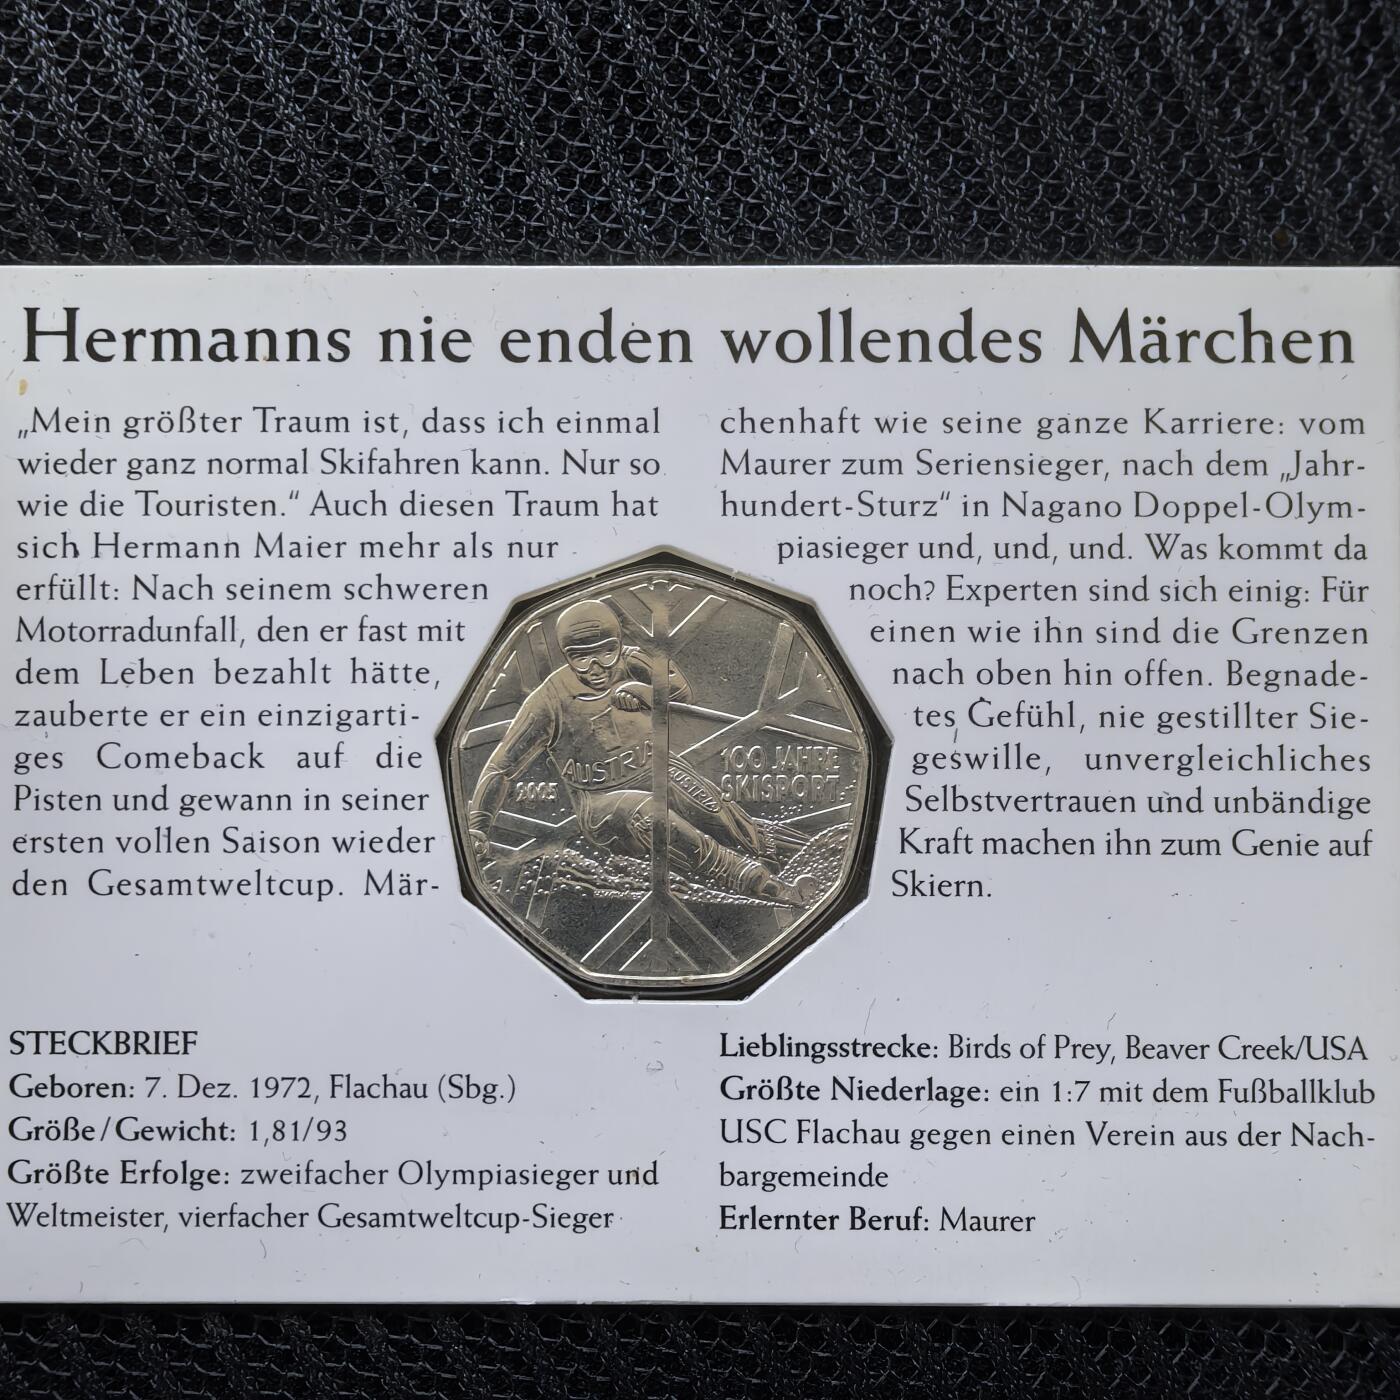 Hermanns nie enden wollendes Märchen
„Mein größter Traum ist, dass ich einmal
wieder ganz normal Skifahren kann. Nur so
wie die Touristen.“ Auch diesen Traum hat
sich Hermann Maier mehr als nur
erfüllt: Nach seinem schweren
Motorradunfall, den er fast mit
dem Leben bezahlt hätte,
zauberte er ein einzigarti-
ges Comeback auf die
Pisten und gewann in seiner
ersten vollen Saison wieder
den Gesamtweltcup. Mär-
chenhaft wie seine ganze Karriere: vom
Maurer zum Seriensieger, nach dem „Jahr-
hundert-Sturz“ in Nagano Doppel-Olym-
piasieger und, und, und. Was kommt da
noch? Experten sind sich einig: Für
einen wie ihn sind die Grenzen
nach oben hin offen. Begnade-
tes Gefühl, nie gestillter Sie-
geswille, unvergleichliches
Selbstvertrauen und unbändige
Kraft machen ihn zum Genie auf
Skiern.
1
AUSTRIA
AUSTRIA
2005
100 JAHRE
SKISPORT
STECKBRIEF
Geboren: 7. Dez. 1972, Flachau (Sbg.)
Größe/Gewicht: 1,81/93
Größte Erfolge: zweifacher Olympiasieger und
Weltmeister, vierfacher Gesamtweltcup-Sieger
Lieblingsstrecke: Birds of Prey, Beaver Creek/USA
Größte Niederlage: ein 1:7 mit dem Fußballklub
USC Flachau gegen einen Verein aus der Nach-
bargemeinde
Erlernter Beruf: Maurer